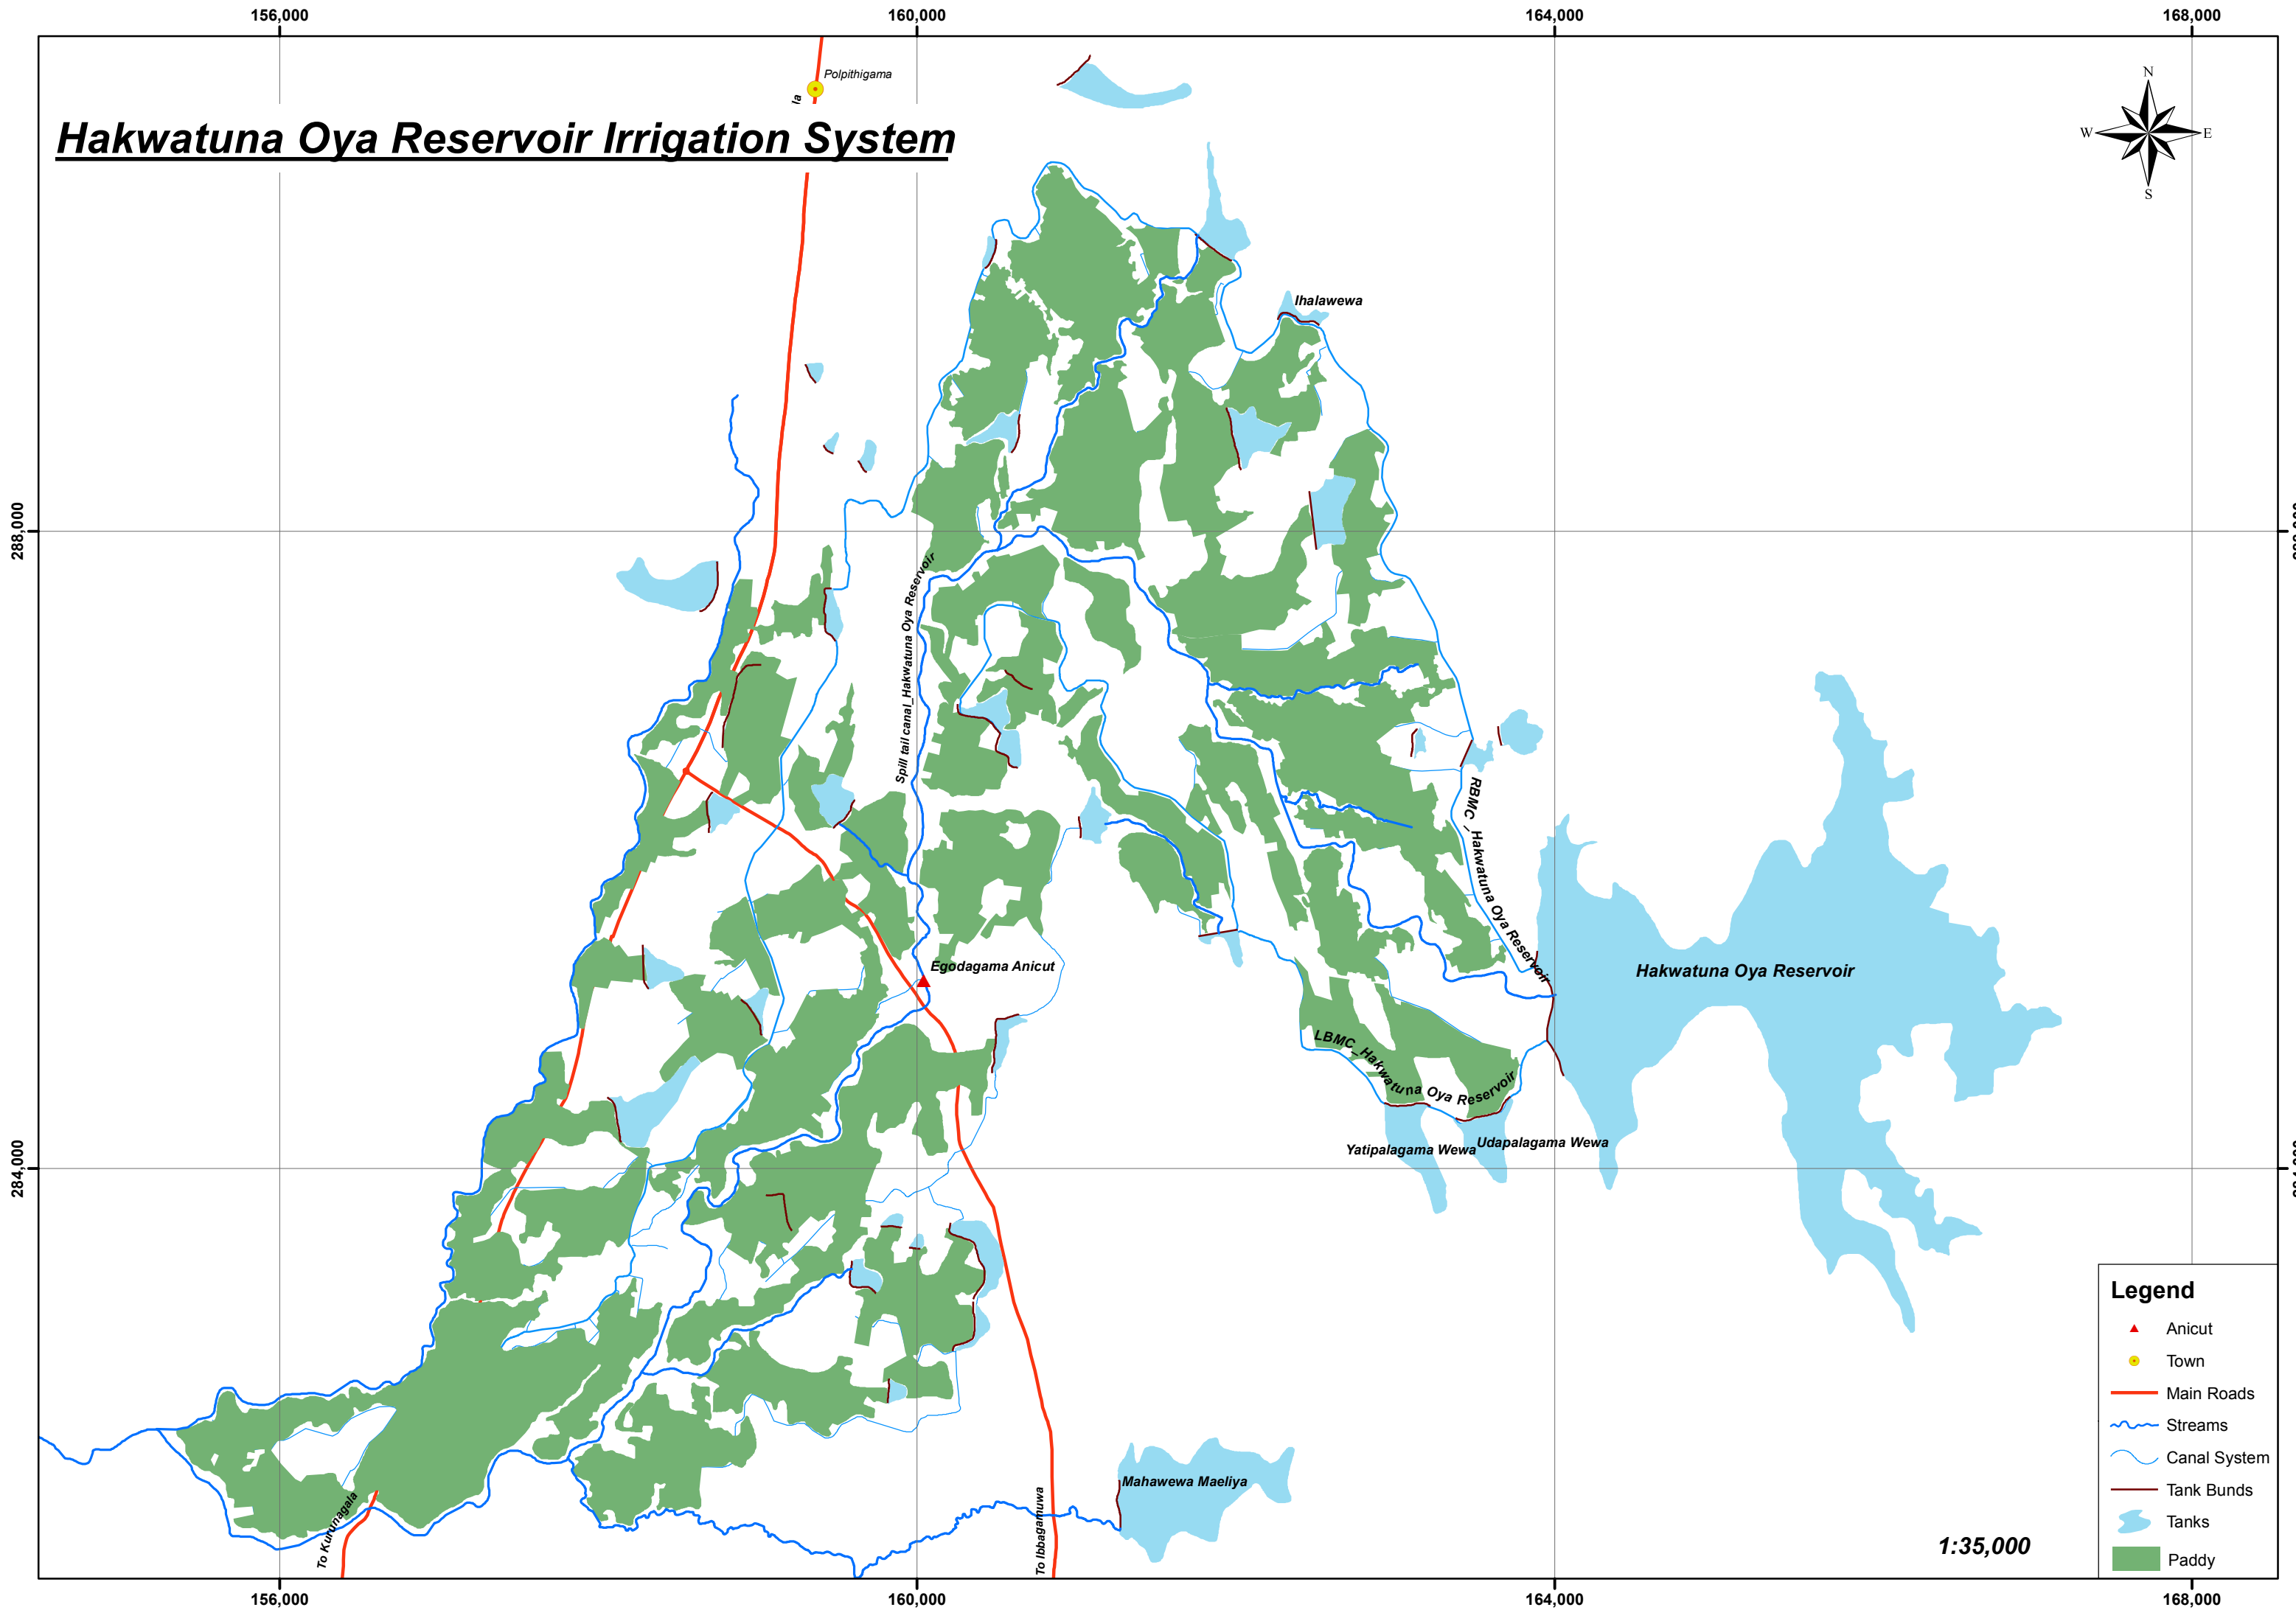 156,000
160,000
164,000
168,000
Polpithigama
la
Hakwatuna Oya Reservoir Irrigation System
N
W
E
S
Ihalawewa
288,000
Spill tail canal_Hakwatuna Oya Reservoir
RBMC_Hakwatuna Oya Reservoir
Egodagama Anicut
Hakwatuna Oya Reservoir
LBMC_Hakwatuna Oya Reservoir
Yatipalagama Wewa
Udapalagama Wewa
284,000
Mahawewa Maeliya
To Kurunagala
To Ibbagamuwa
1:35,000
Legend
Anicut
Town
Main Roads
Streams
Canal System
Tank Bunds
Tanks
Paddy
156,000
160,000
164,000
168,000